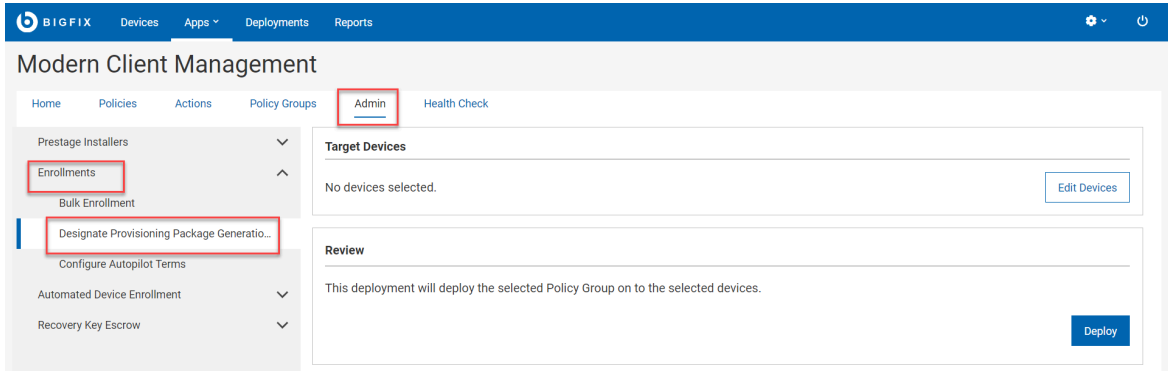 BIGFIX Devices Apps Deployments Reports
Modern Client Management
Home Policies Actions Policy Groups Admin Health Check
Prestage Installers
Enrollments
Bulk Enrollment
Designate Provisioning Package Generatio...
Configure Autopilot Terms
Automated Device Enrollment
Recovery Key Escrow
Target Devices
No devices selected.
Edit Devices
Review
This deployment will deploy the selected Policy Group on to the selected devices.
Deploy